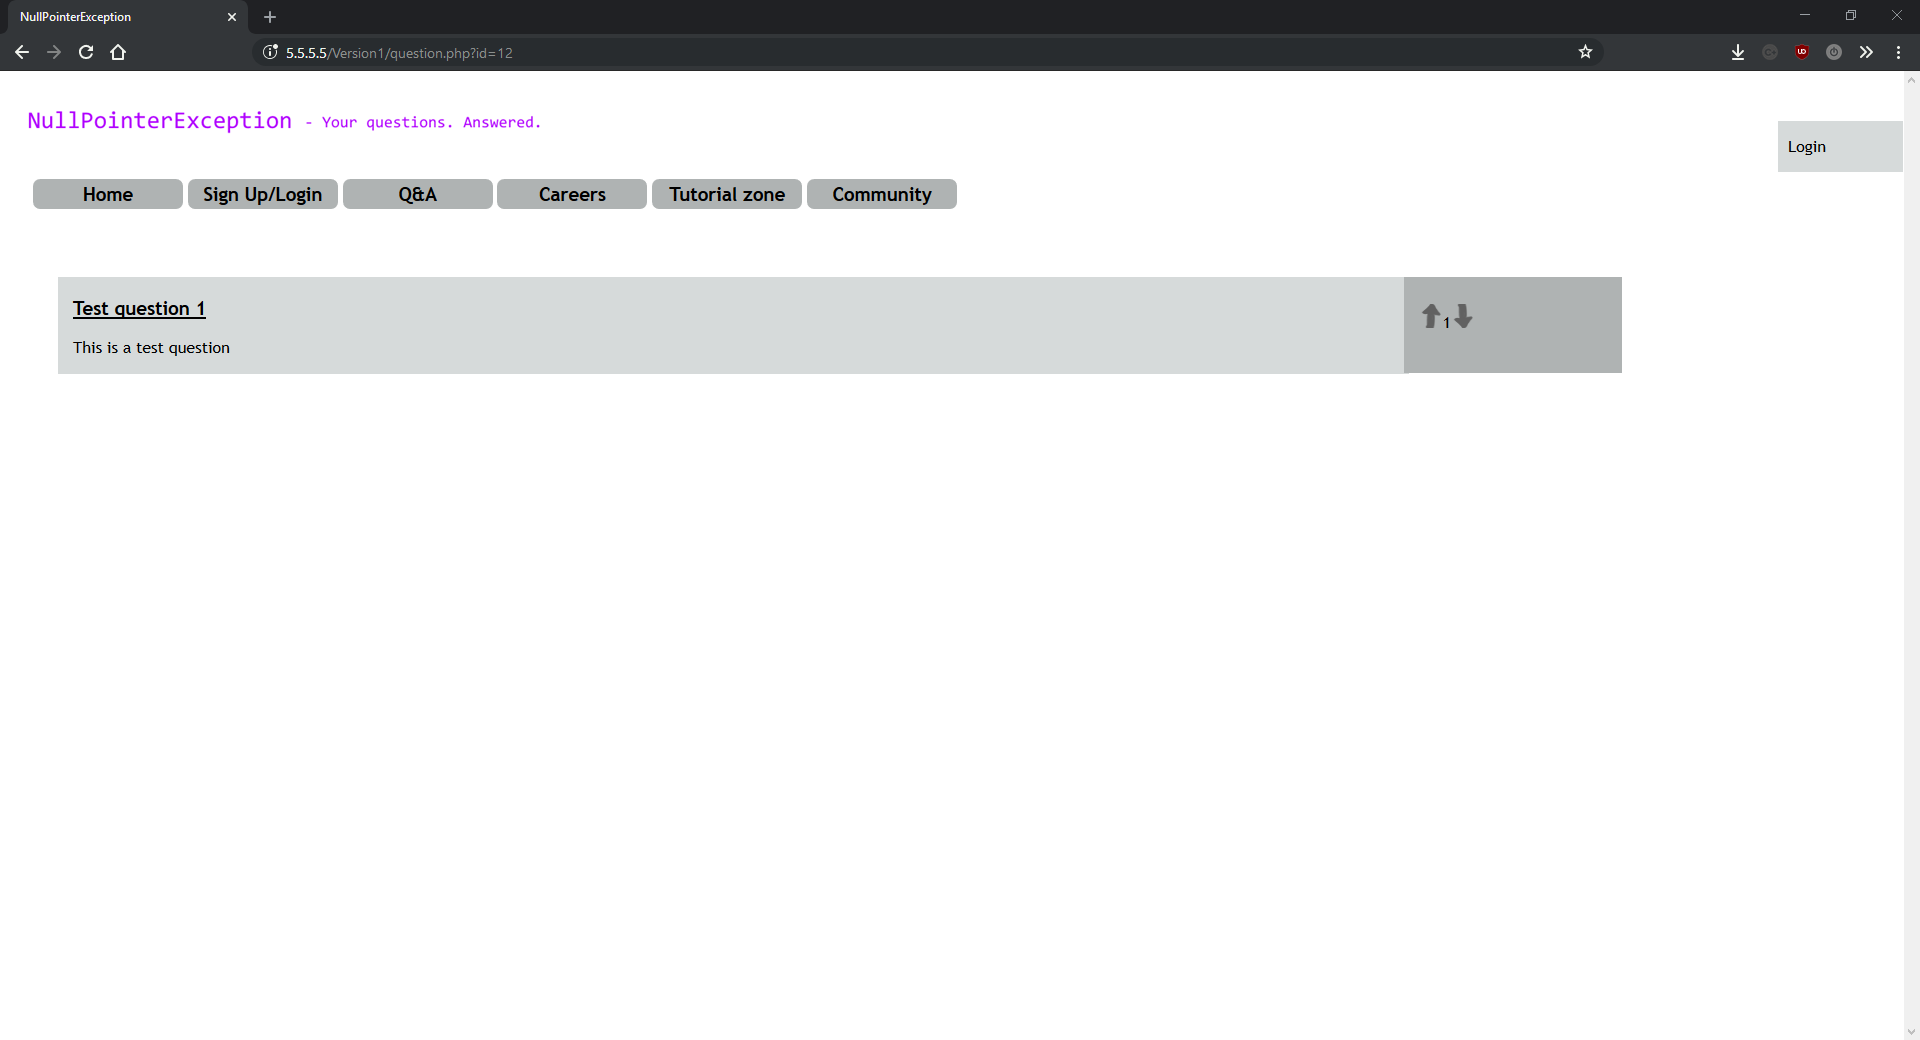 NullPointerException
5.5.5.5/Version1/question.php?id=12
NullPointerException - Your questions. Answered.
Login
Home
Sign Up/Login
Q&A
Careers
Tutorial zone
Community
Test question 1
1
This is a test question